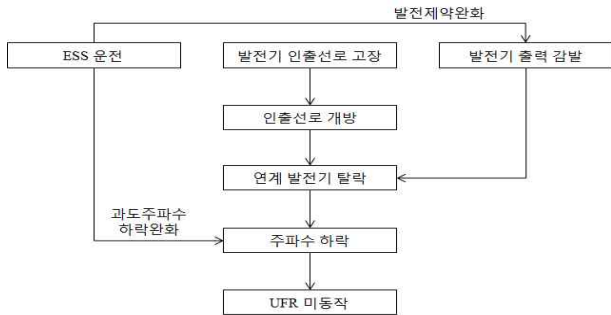 발전제약완화
ESS 운전
발전기 인출선로 고장
발전기 출력 감발
인출선로 개방
연계 발전기 탈락
과도주파수
하락완화
주파수 하락
UFR 미동작